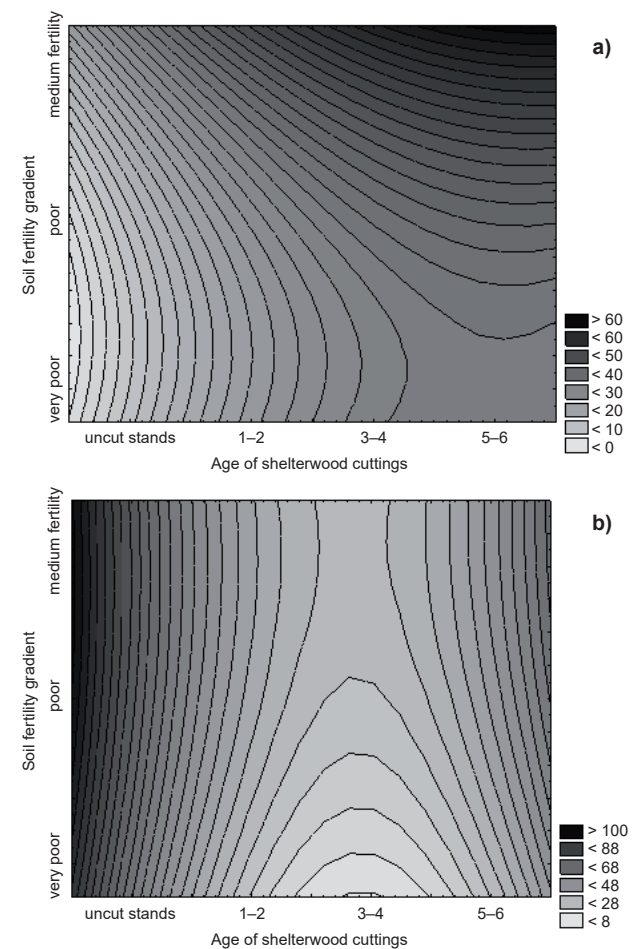 a)
medium fertility
poor
very poor
Soil fertility gradient
> 60
< 60
< 50
< 40
< 30
< 20
< 10
< 0
uncut stands 1–2 3–4 5–6
Age of shelterwood cuttings
b)
medium fertility
poor
very poor
Soil fertility gradient
> 100
< 88
< 68
< 48
< 28
< 8
uncut stands 1–2 3–4 5–6
Age of shelterwood cuttings